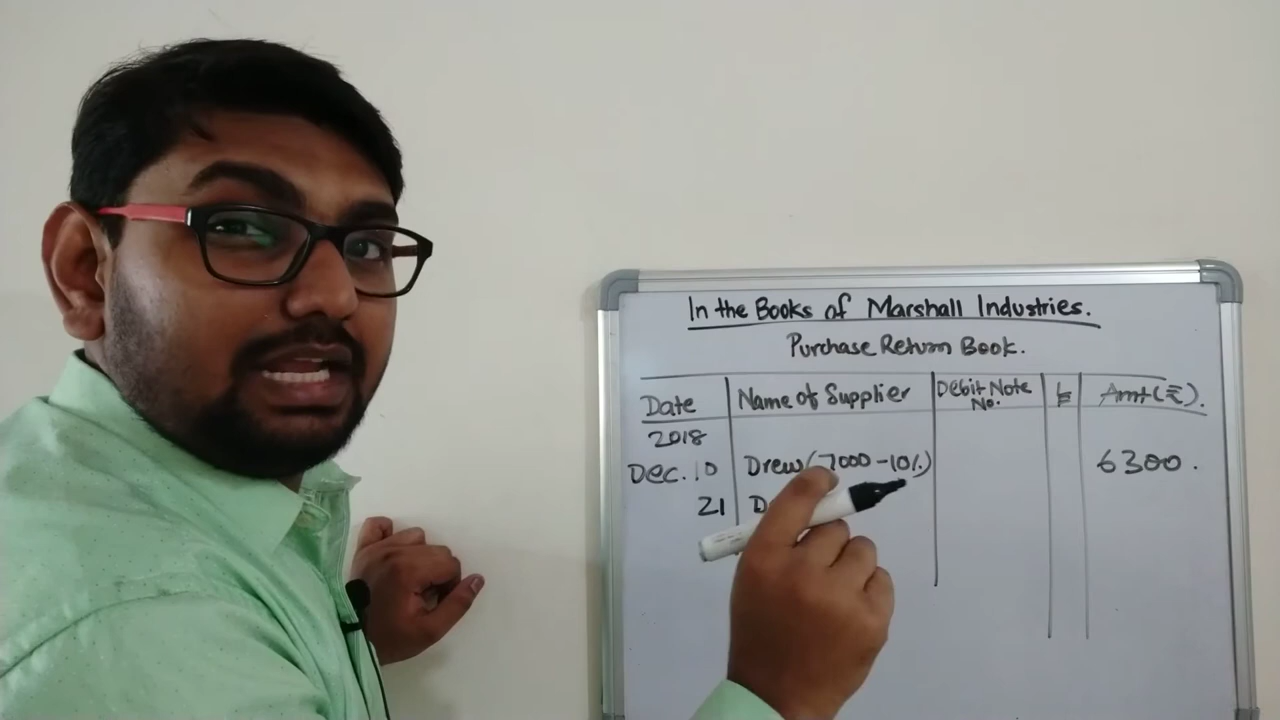 In the Books of Marshall Industries.
Purchase Return Book.
Date Name of Supplier Debit Note No. Amt (₹).
2018
Dec. 10 Drew (7000 - 10%) 6300.
21